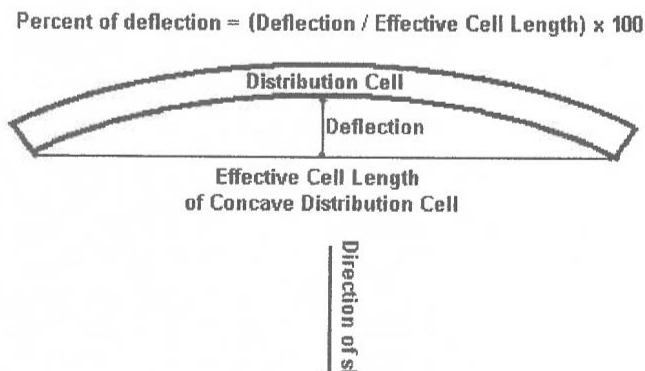 Percent of deflection = (Deflection / Effective Cell Length) x 100
Distribution Cell
Deflection
Effective Cell Length
of Concave Distribution Cell
Direction of